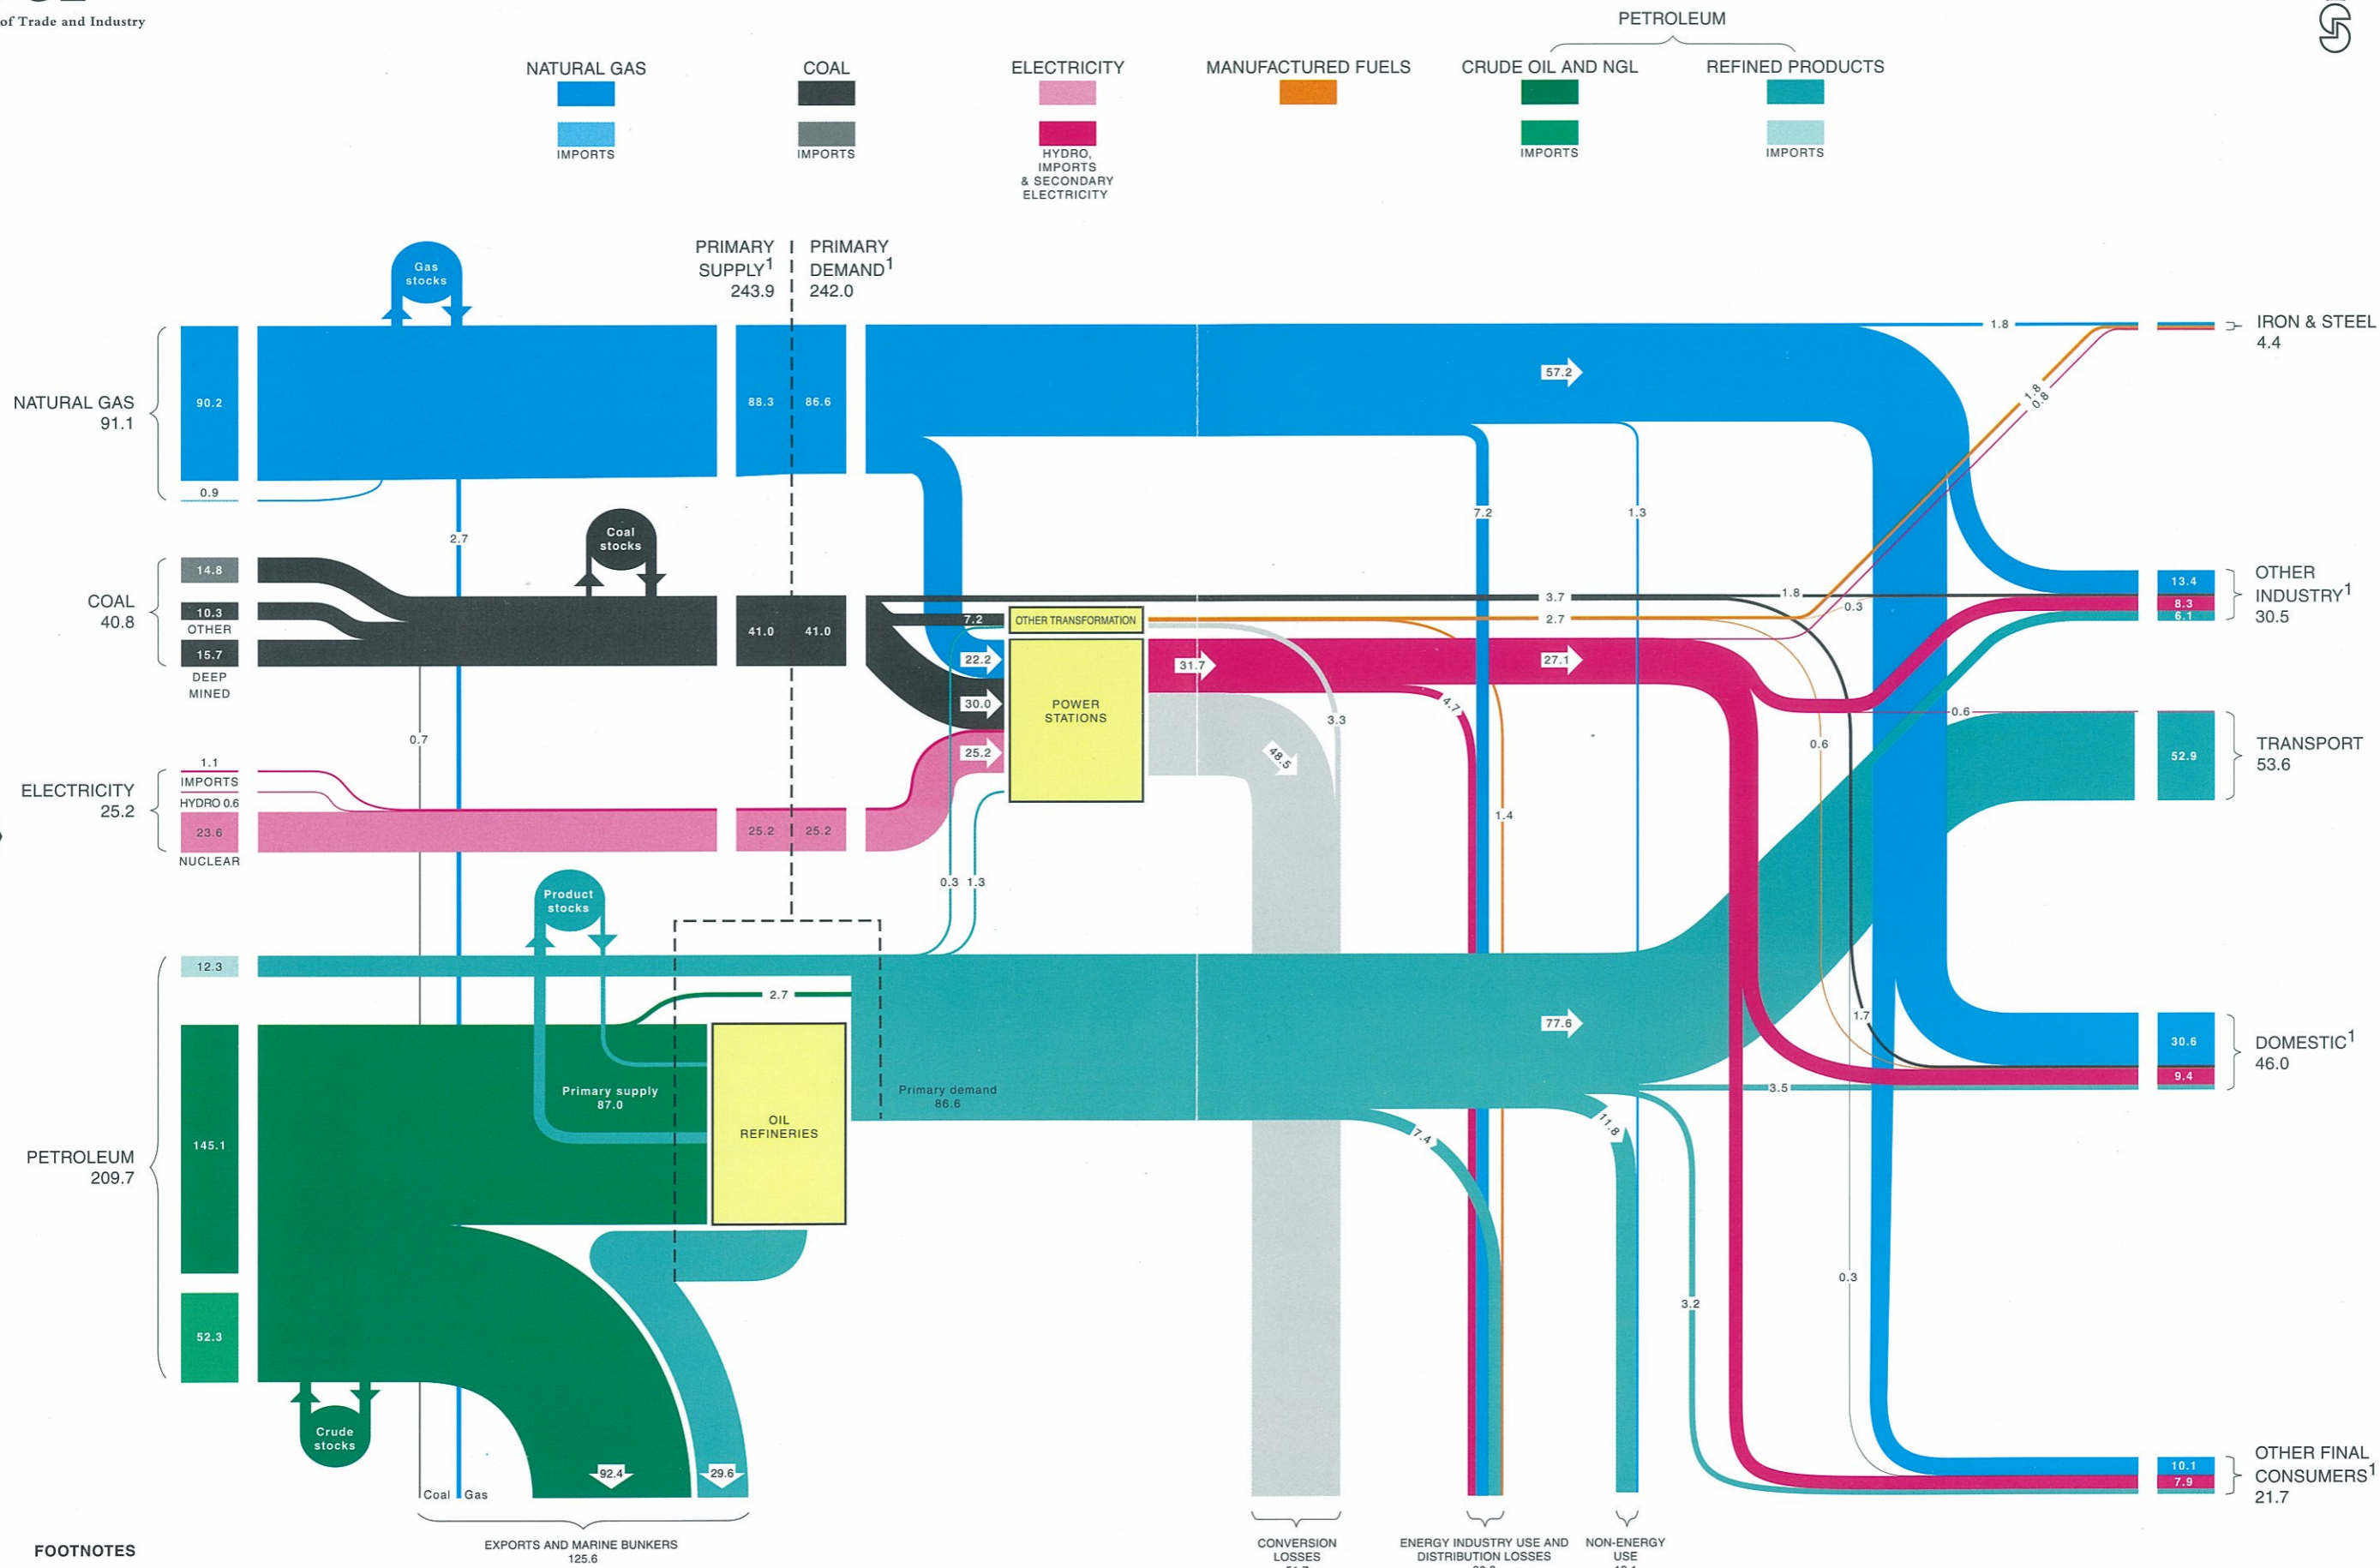 of Trade and Industry
PETROLEUM
NATURAL GAS
COAL
ELECTRICITY
MANUFACTURED FUELS
CRUDE OIL AND NGL
REFINED PRODUCTS
IMPORTS
IMPORTS
HYDRO,
IMPORTS
& SECONDARY
ELECTRICITY
IMPORTS
IMPORTS
PRIMARY
SUPPLY1
243.9
PRIMARY
DEMAND1
242.0
Gas
stocks
NATURAL GAS
91.1
90.2
0.9
88.3
86.6
57.2
1.8
IRON & STEEL
4.4
1.8
0.8
2.7
7.2
1.3
Coal
stocks
COAL
40.8
14.8
10.3
OTHER
15.7
DEEP
MINED
41.0
41.0
7.2
OTHER TRANSFORMATION
3.7
2.7
1.8
0.3
13.4
8.3
6.1
OTHER
INDUSTRY1
30.5
22.2
30.0
25.2
POWER
STATIONS
31.7
27.1
4.7
3.3
48.5
0.7
0.6
0.6
1.4
52.9
TRANSPORT
53.6
ELECTRICITY
25.2
1.1
IMPORTS
HYDRO 0.6
23.6
NUCLEAR
25.2
25.2
0.3
1.3
Product
stocks
PETROLEUM
209.7
12.3
2.7
145.1
52.3
Primary supply
87.0
OIL
REFINERIES
Primary demand
86.6
77.6
7.4
11.8
3.5
1.7
30.6
9.4
DOMESTIC1
46.0
0.3
3.2
Crude
stocks
Coal
Gas
92.4
29.6
10.1
7.9
OTHER FINAL
CONSUMERS1
21.7
FOOTNOTES
EXPORTS AND MARINE BUNKERS
125.6
CONVERSION
LOSSES
ENERGY INDUSTRY USE AND
DISTRIBUTION LOSSES
NON-ENERGY
USE